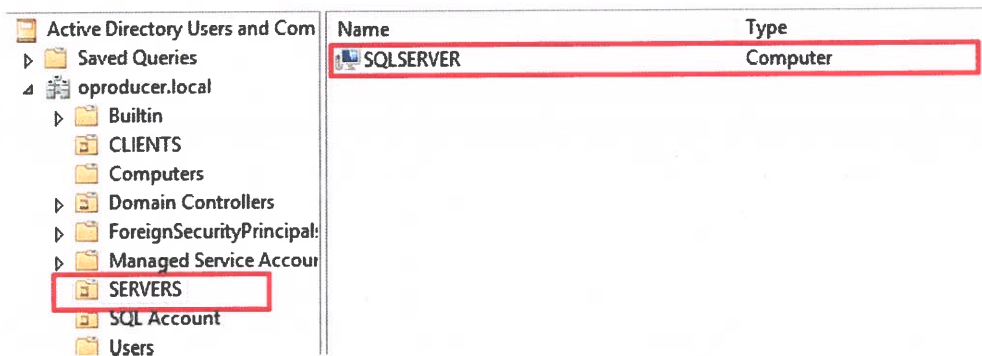 Active Directory Users and Com
Saved Queries
oproducer.local
Builtin
CLIENTS
Computers
Domain Controllers
ForeignSecurityPrincipals
Managed Service Accour
SERVERS
SQL Account
Users
Name Type
SQLSERVER Computer